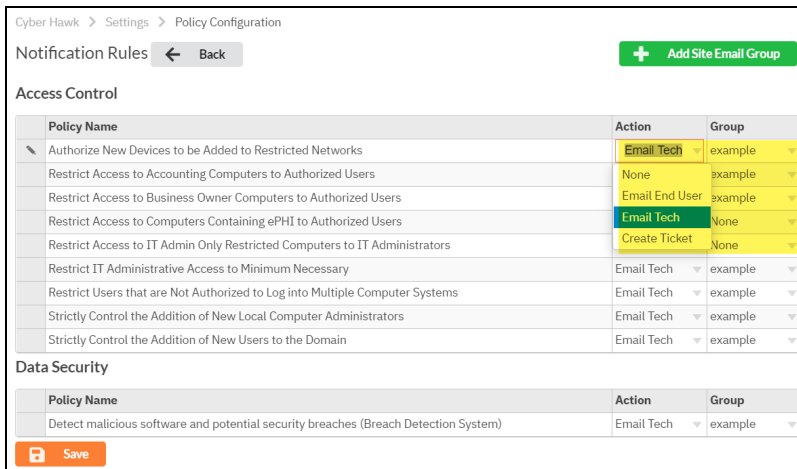 Cyber Hawk > Settings > Policy Configuration
Notification Rules ← Back + Add Site Email Group
Access Control
Policy Name Action Group
Authorize New Devices to be Added to Restricted Networks Email Tech example
Restrict Access to Accounting Computers to Authorized Users None example
Restrict Access to Business Owner Computers to Authorized Users Email End User example
Restrict Access to Computers Containing ePHI to Authorized Users Email Tech None
Restrict Access to IT Admin Only Restricted Computers to IT Administrators Create Ticket None
Restrict IT Administrative Access to Minimum Necessary Email Tech example
Restrict Users that are Not Authorized to Log into Multiple Computer Systems Email Tech example
Strictly Control the Addition of New Local Computer Administrators Email Tech example
Strictly Control the Addition of New Users to the Domain Email Tech example
Data Security
Policy Name Action Group
Detect malicious software and potential security breaches (Breach Detection System) Email Tech example
Save